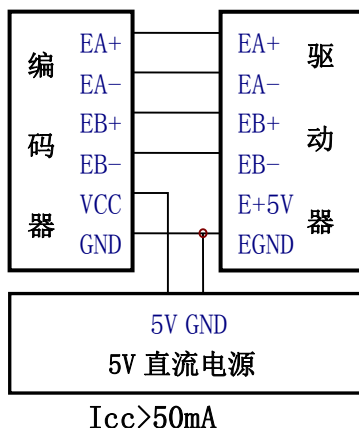 编码器
EA+
EA-
EB+
EB-
VCC
GND
驱动器
EA+
EA-
EB+
EB-
E+5V
EGND
5V GND
5V 直流电源
Icc>50mA